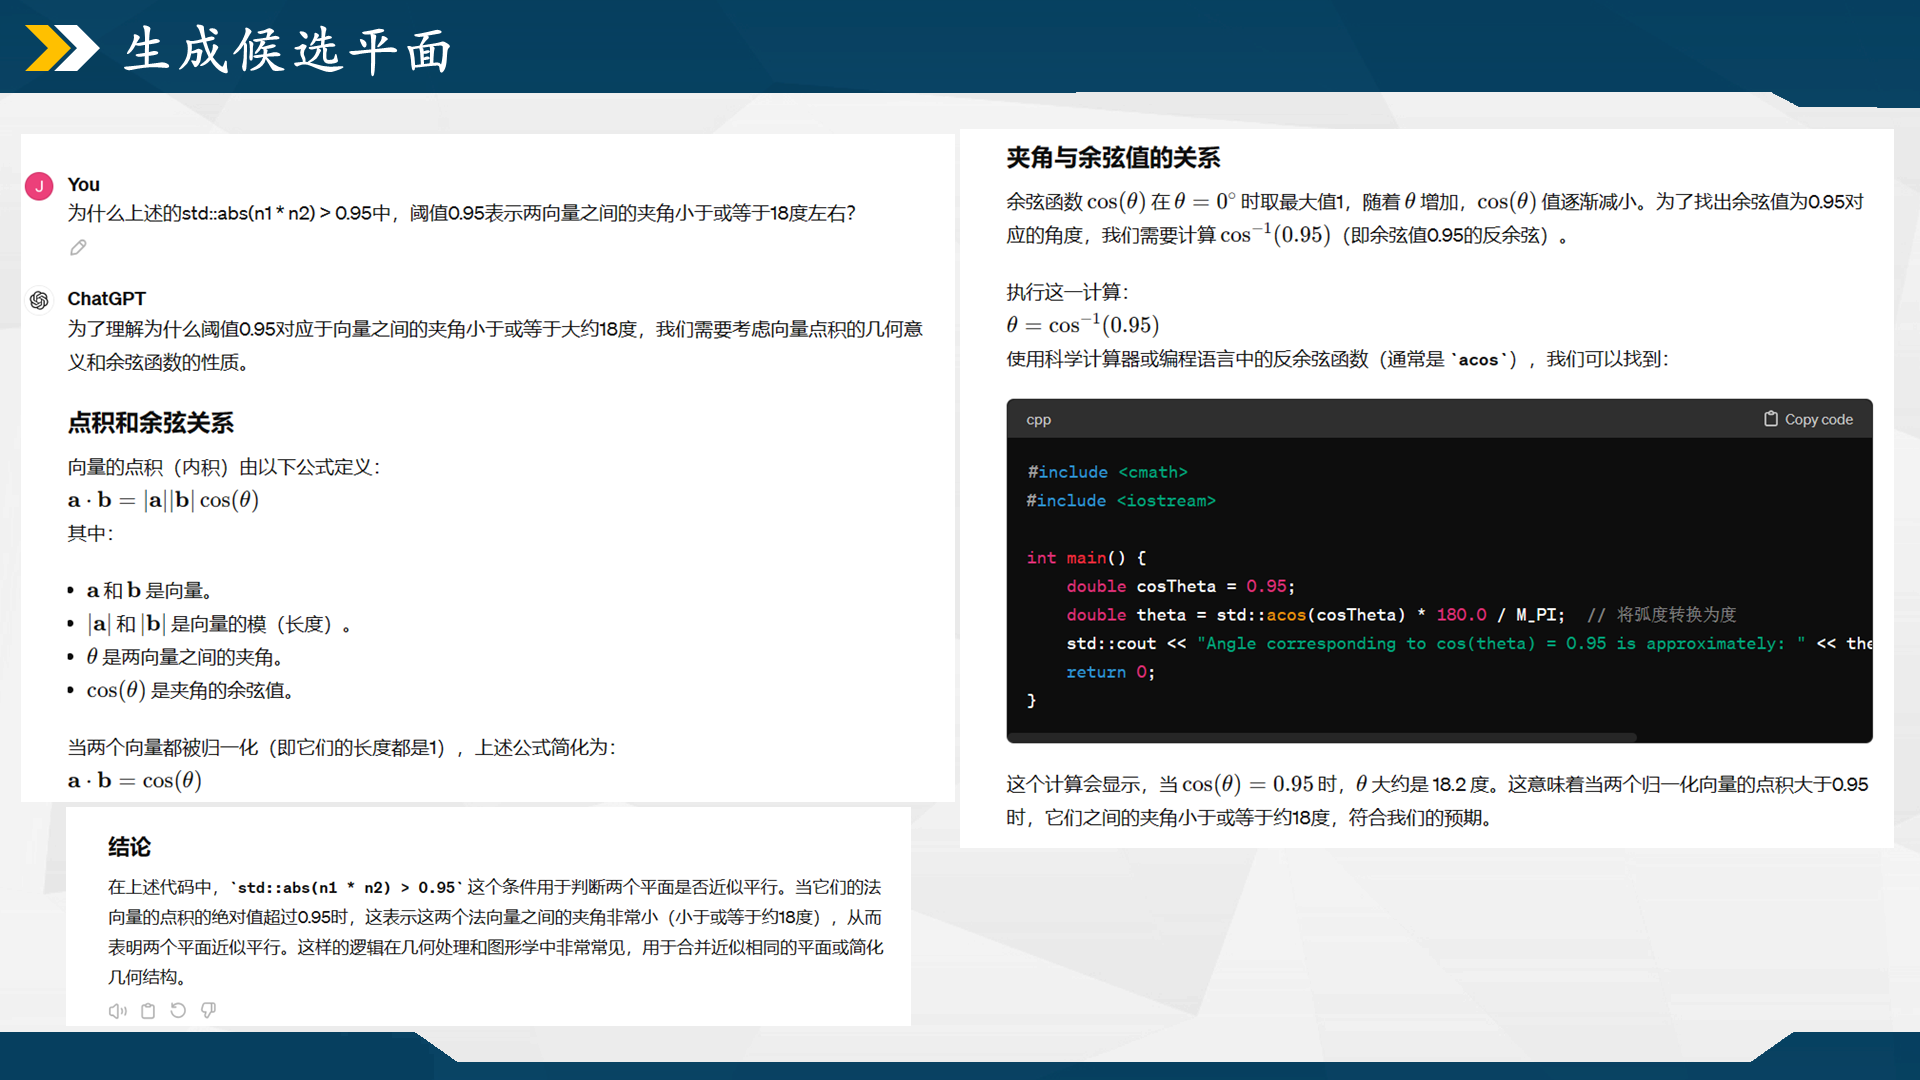 生成候选平面
J
You
为什么上述的std::abs(n1 * n2) > 0.95中，阈值0.95表示两向量之间的夹角小于或等于18度左右？
ChatGPT
为了理解为什么阈值0.95对应于向量之间的夹角小于或等于大约18度，我们需要考虑向量点积的几何意
义和余弦函数的性质。
点积和余弦关系
向量的点积（内积）由以下公式定义：
a · b = |a||b| cos(θ)
其中：
• a 和 b 是向量。
• |a| 和 |b| 是向量的模（长度）。
• θ 是两向量之间的夹角。
• cos(θ) 是夹角的余弦值。
当两个向量都被归一化（即它们的长度都是1），上述公式简化为：
a · b = cos(θ)
结论
在上述代码中，`std::abs(n1 * n2) > 0.95` 这个条件用于判断两个平面是否近似平行。当它们的法
向量的点积的绝对值超过0.95时，这表示这两个法向量之间的夹角非常小（小于或等于约18度），从而
表明两个平面近似平行。这样的逻辑在几何处理和图形学中非常常见，用于合并近似相同的平面或简化
几何结构。
夹角与余弦值的关系
余弦函数 cos(θ) 在 θ = 0° 时取最大值1，随着 θ 增加，cos(θ) 值逐渐减小。为了找出余弦值为0.95对
应的角度，我们需要计算 cos⁻¹(0.95)（即余弦值0.95的反余弦）。
执行这一计算：
θ = cos⁻¹(0.95)
使用科学计算器或编程语言中的反余弦函数（通常是 `acos`），我们可以找到：
cpp
Copy code
#include <cmath>
#include <iostream>
int main() {
    double cosTheta = 0.95;
    double theta = std::acos(cosTheta) * 180.0 / M_PI;  // 将弧度转换为度
    std::cout << "Angle corresponding to cos(theta) = 0.95 is approximately: " << the
    return 0;
}
这个计算会显示，当 cos(θ) = 0.95 时，θ 大约是 18.2 度。这意味着当两个归一化向量的点积大于0.95
时，它们之间的夹角小于或等于约18度，符合我们的预期。